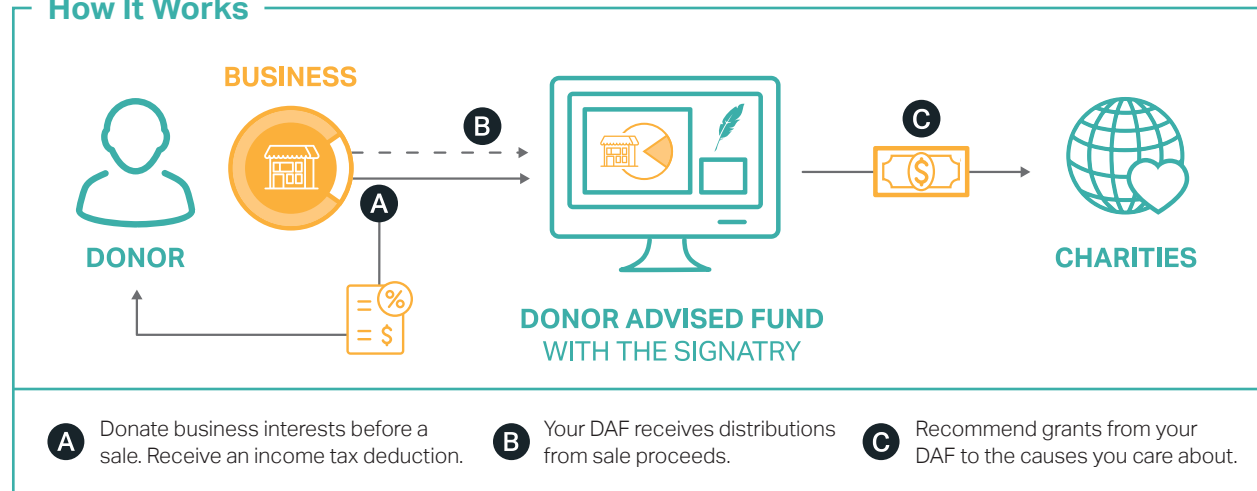 How It Works
BUSINESS
B
C
$
A
DONOR
CHARITIES
%
= $
DONOR ADVISED FUND
WITH THE SIGNATRY
A
Donate business interests before a
sale. Receive an income tax deduction.
B
Your DAF receives distributions
from sale proceeds.
C
Recommend grants from your
DAF to the causes you care about.